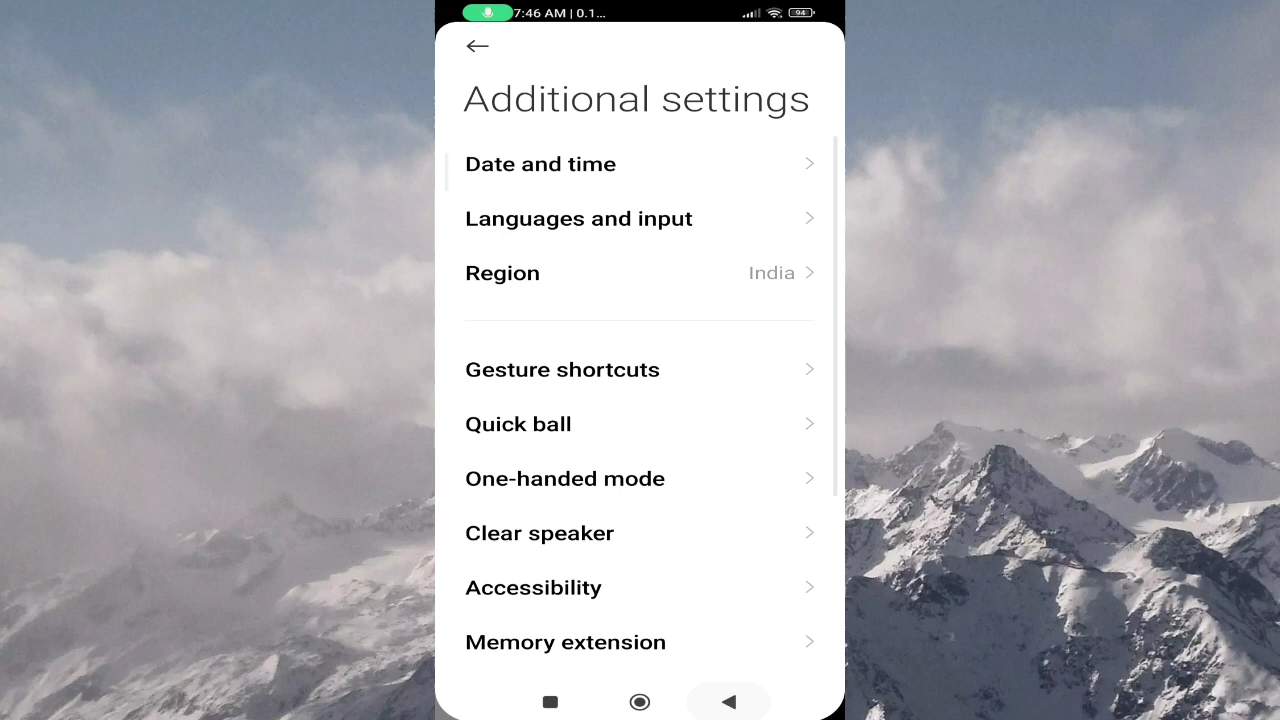 7:46 AM | 0.1...
94
Additional settings
Date and time
Languages and input
Region
India
Gesture shortcuts
Quick ball
One-handed mode
Clear speaker
Accessibility
Memory extension